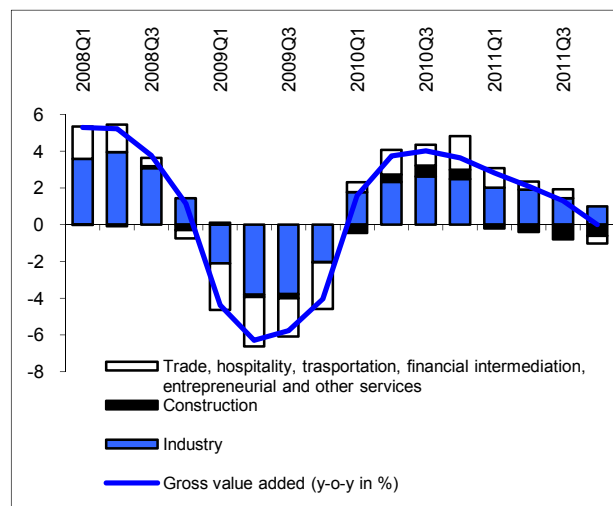 2008Q1
2008Q3
2009Q1
2009Q3
2010Q1
2010Q3
2011Q1
2011Q3
6
4
2
0
-2
-4
-6
-8
Trade, hospitality, trasportation, financial intermediation,
entrepreneurial and other services
Construction
Industry
Gross value added (y-o-y in %)